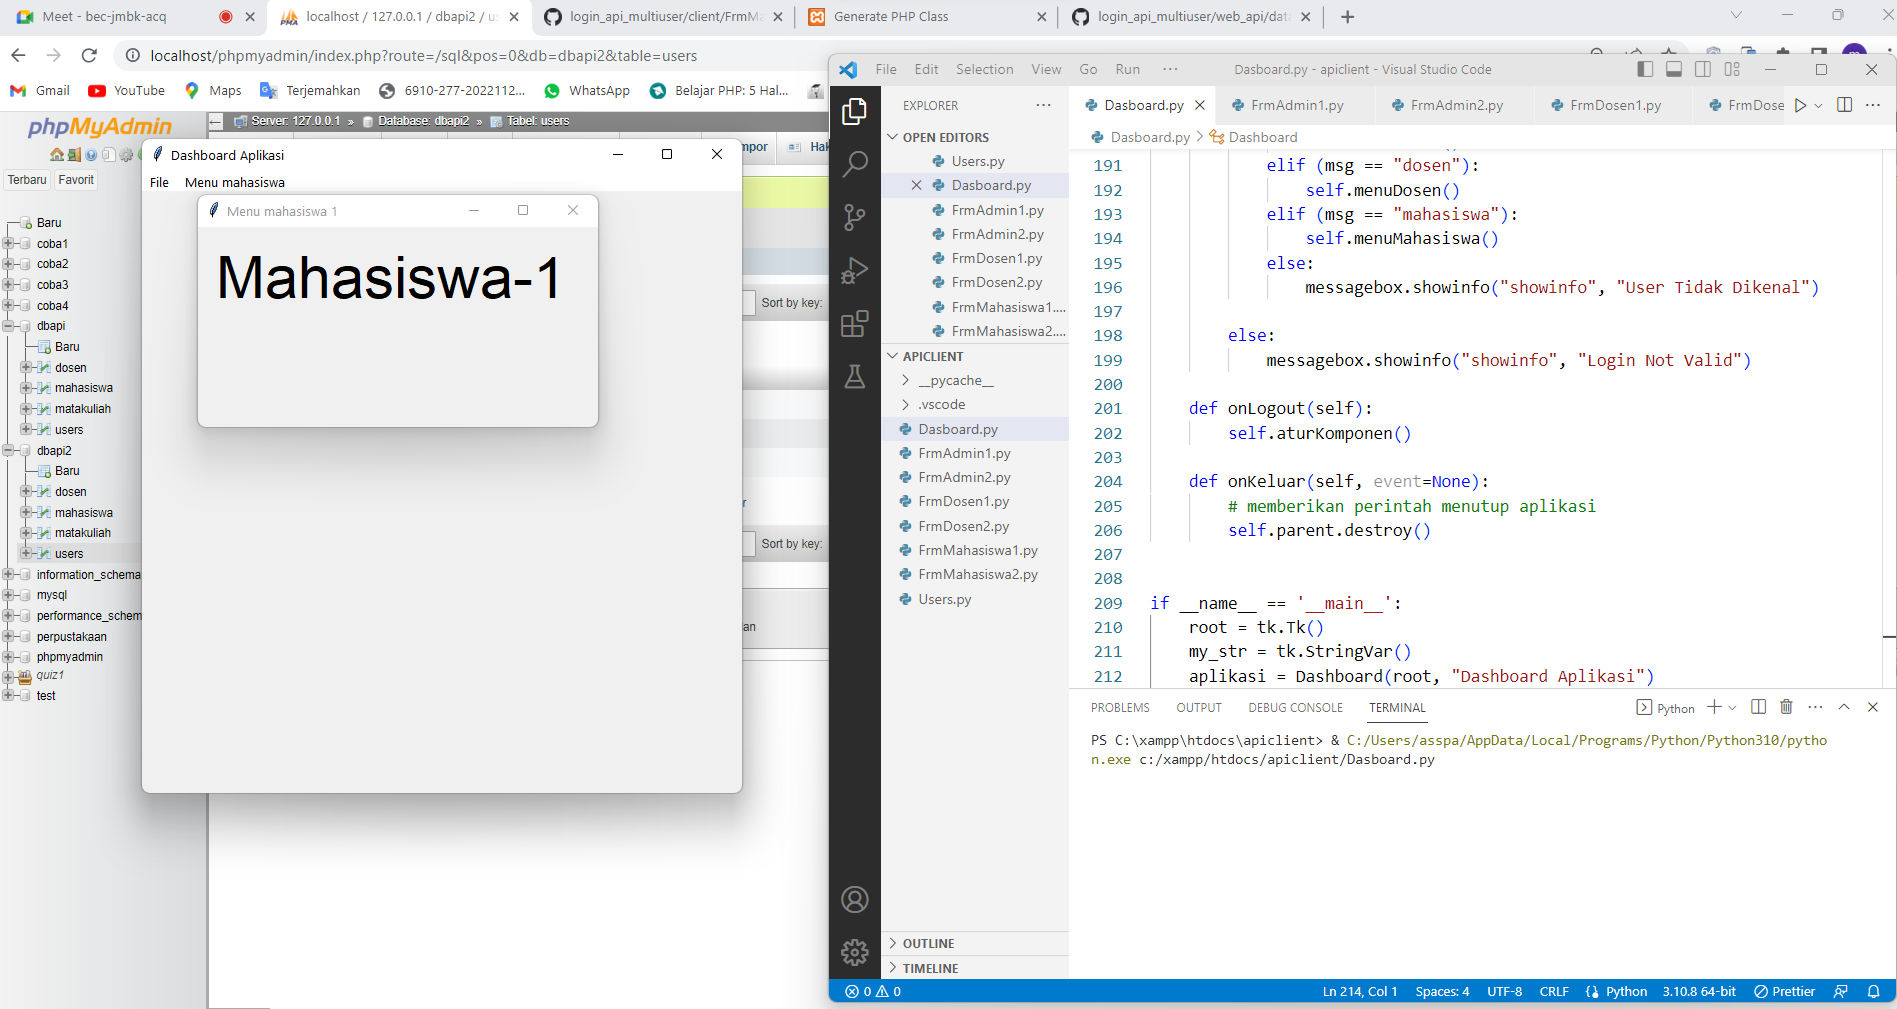 Meet - bec-jmbk-acq
localhost / 127.0.0.1 / dbapi2 / us
login_api_multiuser/client/FrmMa
Generate PHP Class
login_api_multiuser/web_api/data
localhost/phpmyadmin/index.php?route=/sql&pos=0&db=dbapi2&table=users
Gmail
YouTube
Maps
Terjemahkan
6910-277-2022112...
WhatsApp
Belajar PHP: 5 Hal...
phpMyAdmin
Terbaru
Favorit
Baru
coba1
coba2
coba3
coba4
dbapi
Baru
dosen
mahasiswa
matakuliah
users
dbapi2
Baru
dosen
mahasiswa
matakuliah
users
information_schema
mysql
performance_schem
perpustakaan
phpmyadmin
quiz1
test
Server: 127.0.0.1 » Database: dbapi2 » Tabel: users
mpor
Hak
Sort by key:
r
Sort by key:
an
Dashboard Aplikasi
File
Menu mahasiswa
Menu mahasiswa 1
Mahasiswa-1
File Edit Selection View Go Run ···
Dasboard.py - apiclient - Visual Studio Code
EXPLORER
OPEN EDITORS
Users.py
Dasboard.py
FrmAdmin1.py
FrmAdmin2.py
FrmDosen1.py
FrmDosen2.py
FrmMahasiswa1....
FrmMahasiswa2....
APICLIENT
__pycache__
.vscode
Dasboard.py
FrmAdmin1.py
FrmAdmin2.py
FrmDosen1.py
FrmDosen2.py
FrmMahasiswa1.py
FrmMahasiswa2.py
Users.py
OUTLINE
TIMELINE
Dasboard.py
FrmAdmin1.py
FrmAdmin2.py
FrmDosen1.py
FrmDose
Dasboard.py > Dashboard
191 elif (msg == "dosen"):
192 self.menuDosen()
193 elif (msg == "mahasiswa"):
194 self.menuMahasiswa()
195 else:
196 messagebox.showinfo("showinfo", "User Tidak Dikenal")
197
198 else:
199 messagebox.showinfo("showinfo", "Login Not Valid")
200
201 def onLogout(self):
202 self.aturKomponen()
203
204 def onKeluar(self, event=None):
205 # memberikan perintah menutup aplikasi
206 self.parent.destroy()
207
208
209 if __name__ == '__main__':
210 root = tk.Tk()
211 my_str = tk.StringVar()
212 aplikasi = Dashboard(root, "Dashboard Aplikasi")
PROBLEMS OUTPUT DEBUG CONSOLE TERMINAL
Python
PS C:\xampp\htdocs\apiclient> & C:/Users/asspa/AppData/Local/Programs/Python/Python310/pytho
n.exe c:/xampp/htdocs/apiclient/Dasboard.py
0 0
Ln 214, Col 1
Spaces: 4
UTF-8
CRLF
Python
3.10.8 64-bit
Prettier